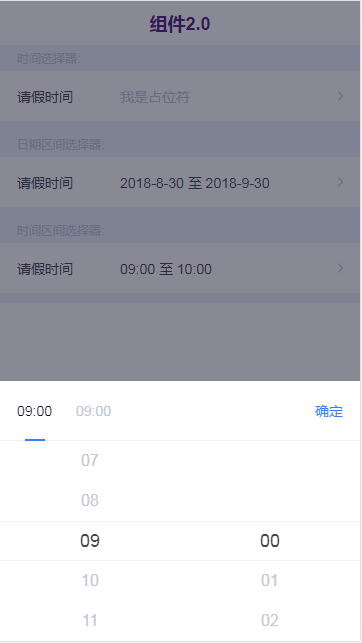 组件2.0
时间选择器:
请假时间 我是占位符
日期区间选择器:
请假时间 2018-8-30 至 2018-9-30
时间区间选择器:
请假时间 09:00 至 10:00
09:00 09:00 确定
07
08
09 00
10 01
11 02